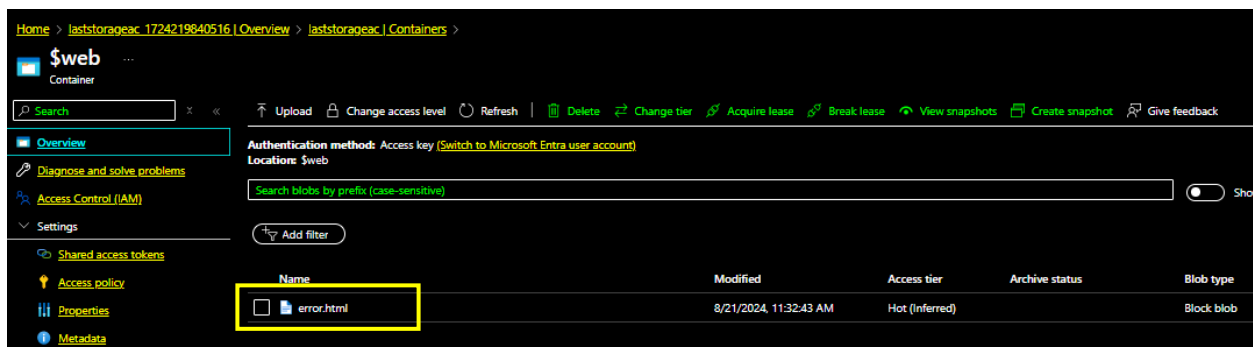 Home > laststorageac_1724219840516 | Overview > laststorageac | Containers >
$web ...
Container
Search
Upload Change access level Refresh Delete Change tier Acquire lease Break lease View snapshots Create snapshot Give feedback
Overview
Diagnose and solve problems
Access Control (IAM)
Settings
Shared access tokens
Access policy
Properties
Metadata
Authentication method: Access key (Switch to Microsoft Entra user account)
Location: $web
Search blobs by prefix (case-sensitive)
Sho
Add filter
Name Modified Access tier Archive status Blob type
error.html 8/21/2024, 11:32:43 AM Hot (Inferred) Block blob